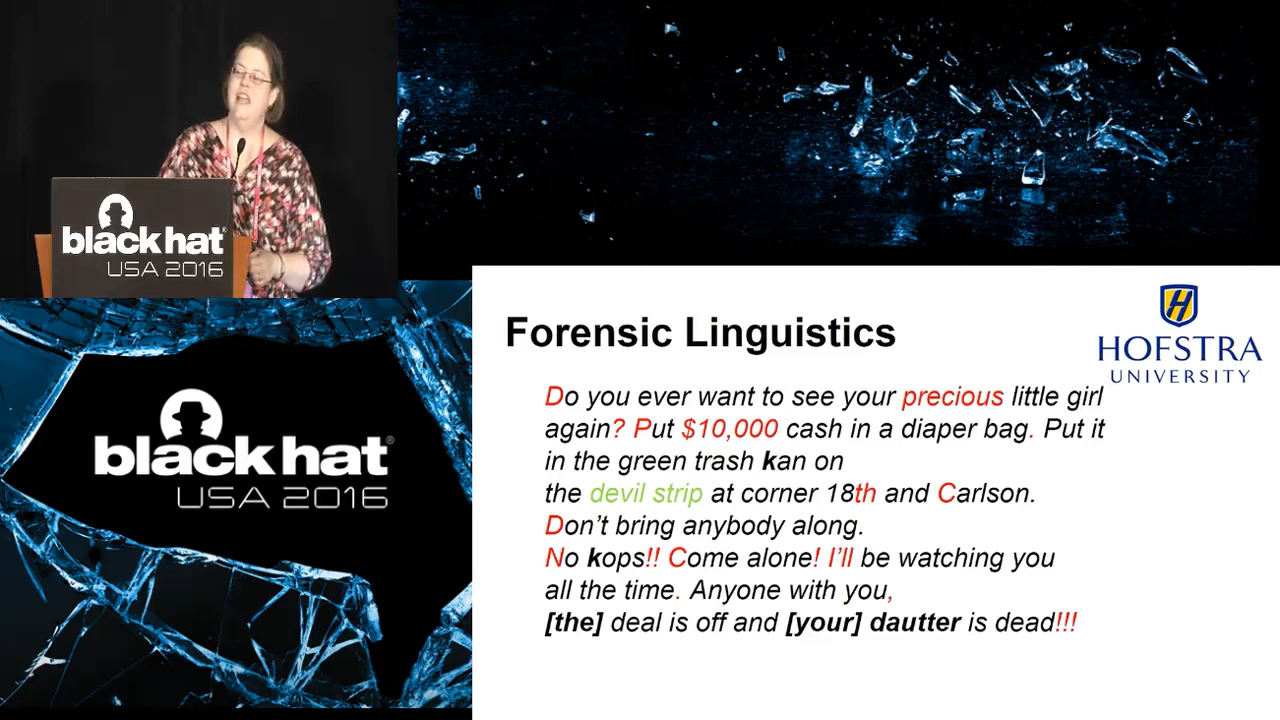 black hat
USA 2016
black hat
USA 2016
Forensic Linguistics
HOFSTRA
UNIVERSITY
Do you ever want to see your precious little girl
again? Put $10,000 cash in a diaper bag. Put it
in the green trash kan on
the devil strip at corner 18th and Carlson.
Don’t bring anybody along.
No kops!! Come alone! I’ll be watching you
all the time. Anyone with you,
[the] deal is off and [your] dautter is dead!!!